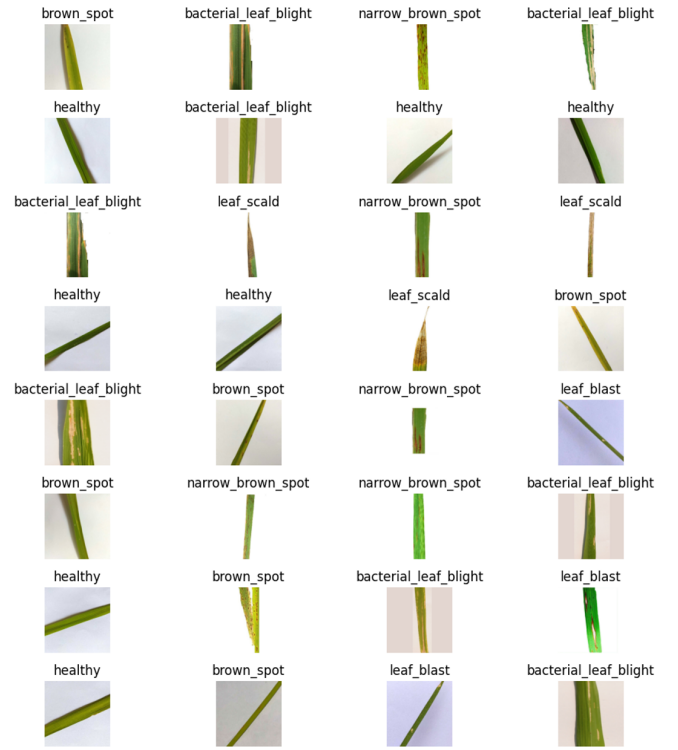 brown_spot bacterial_leaf_blight narrow_brown_spot bacterial_leaf_blight
healthy bacterial_leaf_blight healthy healthy
bacterial_leaf_blight leaf_scald narrow_brown_spot leaf_scald
healthy healthy leaf_scald brown_spot
bacterial_leaf_blight brown_spot narrow_brown_spot leaf_blast
brown_spot narrow_brown_spot narrow_brown_spot bacterial_leaf_blight
healthy brown_spot bacterial_leaf_blight leaf_blast
healthy brown_spot leaf_blast bacterial_leaf_blight